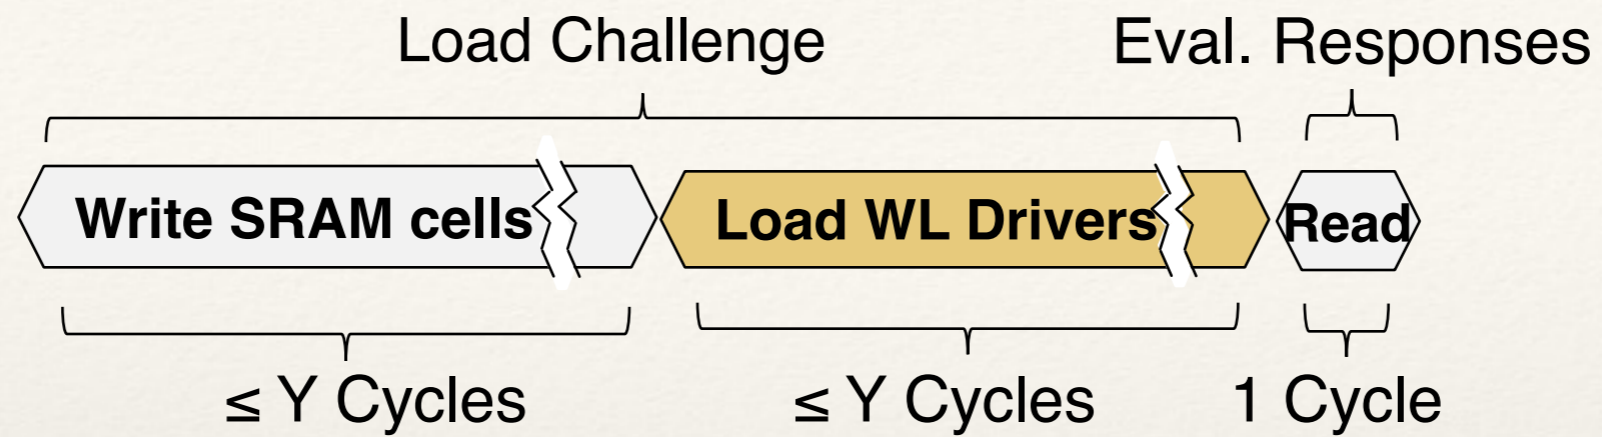 Load Challenge
Eval. Responses
Write SRAM cells
Load WL Drivers
Read
≤ Y Cycles
≤ Y Cycles
1 Cycle